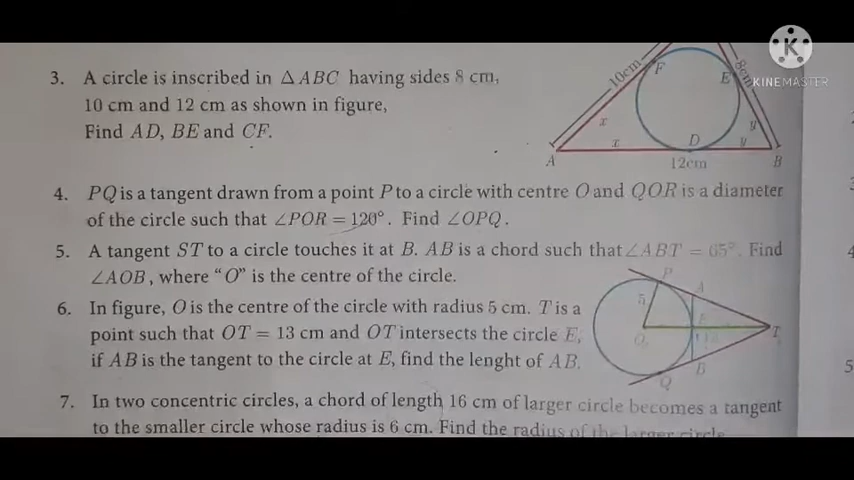 K
KINEMASTER
3. A circle is inscribed in △ABC having sides 8 cm,
10 cm and 12 cm as shown in figure,
Find AD, BE and CF.
10cm
8cm
F
E
x
y
x
D
y
A
12cm
B
4. PQ is a tangent drawn from a point P to a circle with centre O and QOR is a diameter
of the circle such that ∠POR = 120°. Find ∠OPQ.
5. A tangent ST to a circle touches it at B. AB is a chord such that ∠ABT = 65°. Find
∠AOB, where "O" is the centre of the circle.
6. In figure, O is the centre of the circle with radius 5 cm. T is a
point such that OT = 13 cm and OT intersects the circle E,
if AB is the tangent to the circle at E, find the lenght of AB.
P
A
5
E
O
T
B
Q
7. In two concentric circles, a chord of length 16 cm of larger circle becomes a tangent
to the smaller circle whose radius is 6 cm. Find the radius of the larger circle